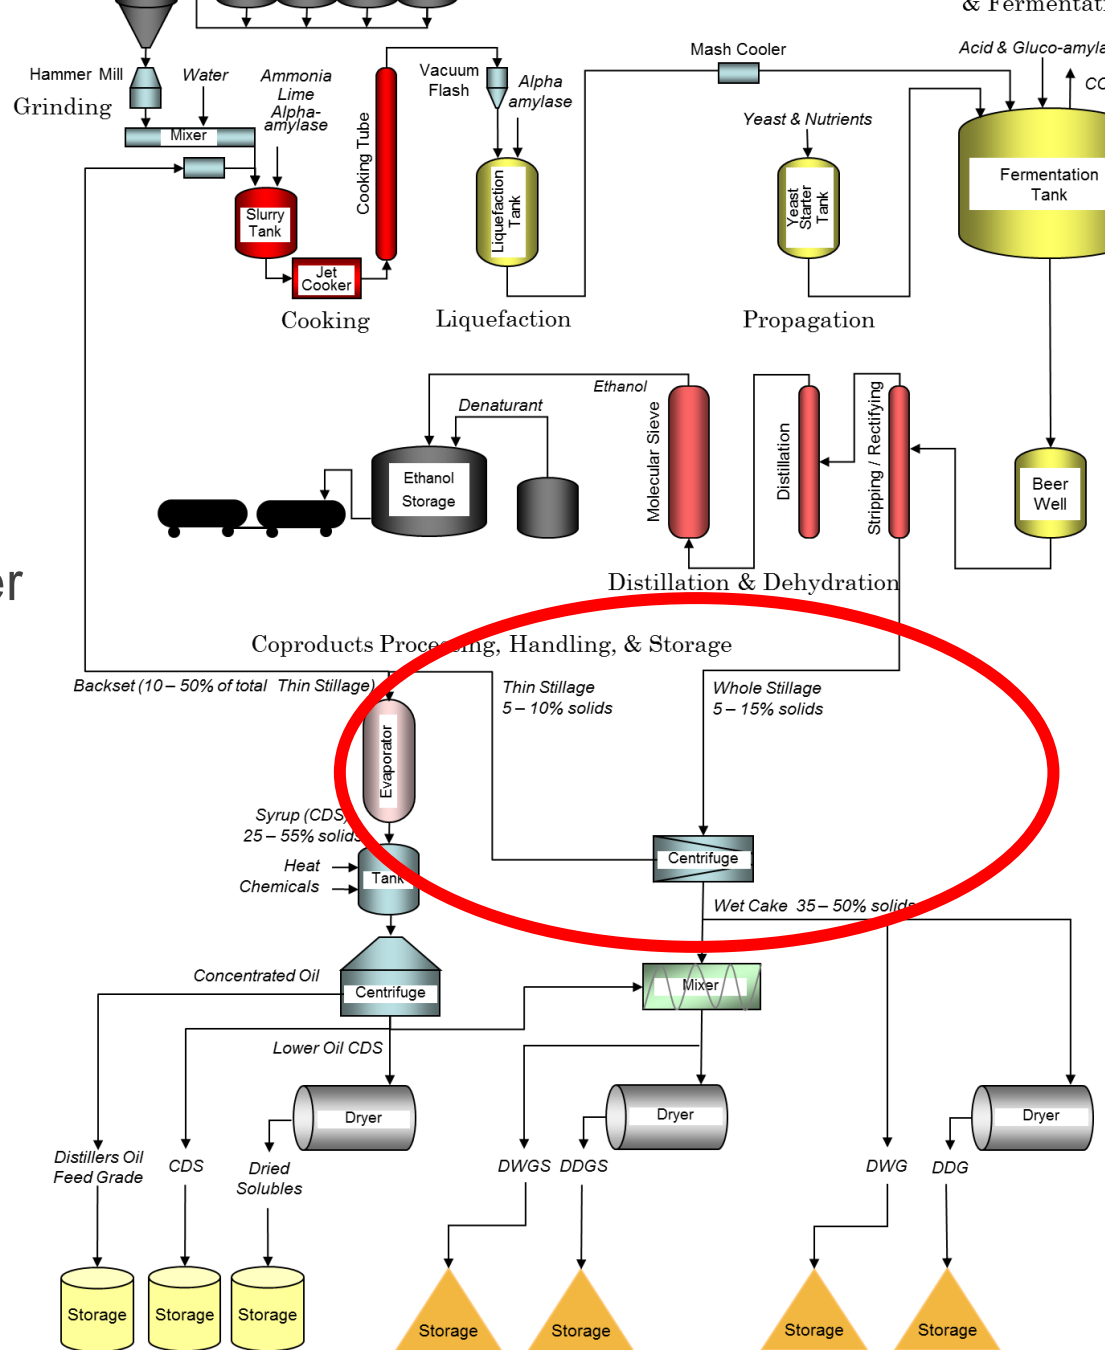 & Fermentati
Acid & Gluco-amyla
CO
Mash Cooler
Hammer Mill
Water
Ammonia
Lime
Alpha-
amylase
Vacuum
Flash
Alpha
amylase
Grinding
Mixer
Cooking Tube
Yeast & Nutrients
Fermentation
Tank
Slurry
Tank
Liquefaction
Tank
Yeast
Starter
Tank
Jet
Cooker
Cooking
Liquefaction
Propagation
Ethanol
Denaturant
Molecular Sieve
Distillation
Stripping / Rectifying
Ethanol
Storage
Beer
Well
er
Distillation & Dehydration
Coproducts Processing, Handling, & Storage
Backset (10 – 50% of total Thin Stillage)
Thin Stillage
5 – 10% solids
Whole Stillage
5 – 15% solids
Evaporator
Syrup (CDS)
25 – 55% solids
Heat
Chemicals
Tank
Centrifuge
Wet Cake 35 – 50% solids
Concentrated Oil
Centrifuge
Mixer
Lower Oil CDS
Dryer
Dryer
Dryer
Distillers Oil
Feed Grade
CDS
Dried
Solubles
DWGS
DDGS
DWG
DDG
Storage
Storage
Storage
Storage
Storage
Storage
Storage